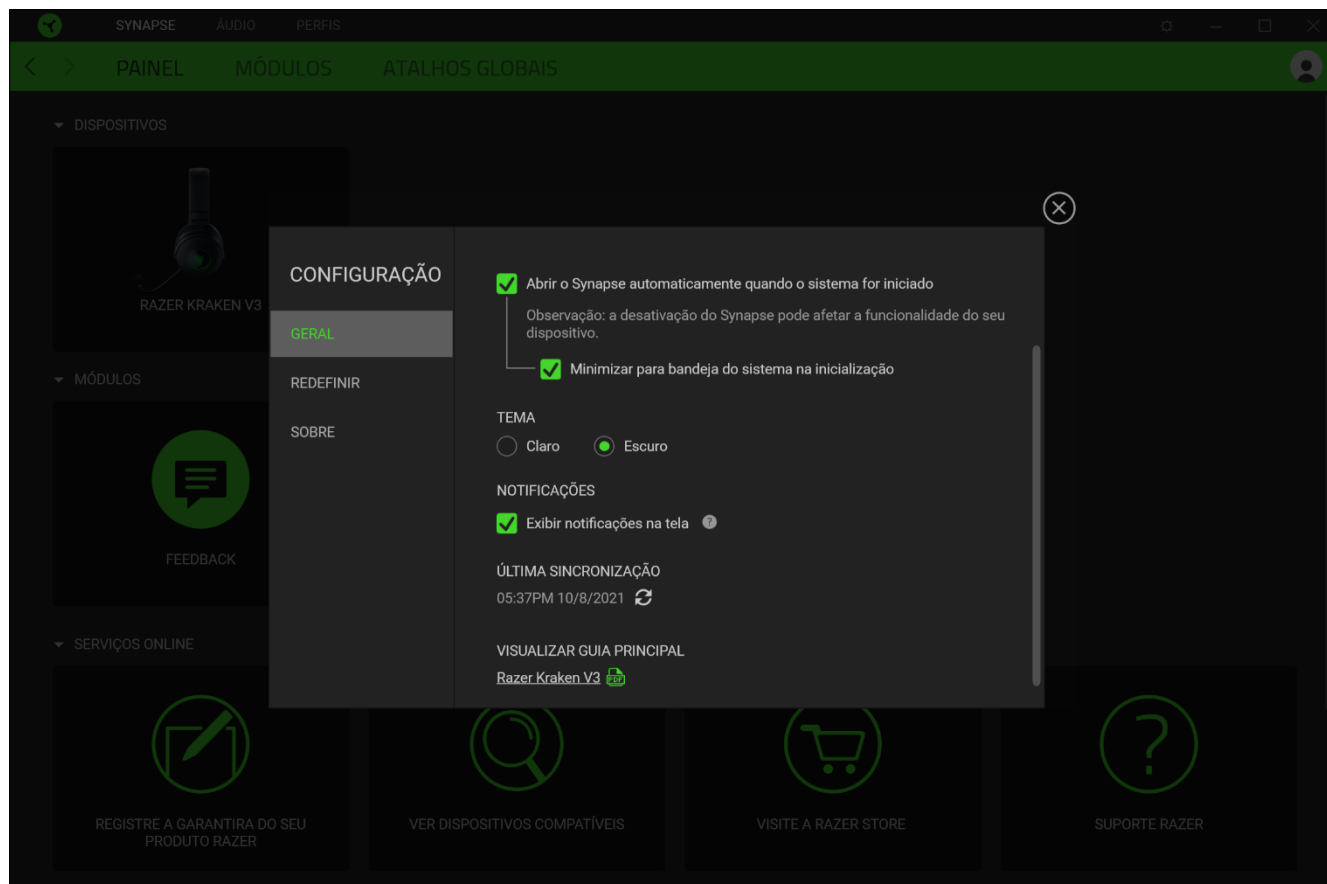 SYNAPSE ÁUDIO PERFIS
PAINEL MÓDULOS ATALHOS GLOBAIS
DISPOSITIVOS
RAZER KRAKEN V3
MÓDULOS
FEEDBACK
CONFIGURAÇÃO
GERAL
REDEFINIR
SOBRE
Abrir o Synapse automaticamente quando o sistema for iniciado
Observação: a desativação do Synapse pode afetar a funcionalidade do seu
dispositivo.
Minimizar para bandeja do sistema na inicialização
TEMA
Claro Escuro
NOTIFICAÇÕES
Exibir notificações na tela ?
ÚLTIMA SINCRONIZAÇÃO
05:37PM 10/8/2021
VISUALIZAR GUIA PRINCIPAL
Razer Kraken V3 PDF
SERVIÇOS ONLINE
REGISTRE A GARANTIRA DO SEU
PRODUTO RAZER
VER DISPOSITIVOS COMPATÍVEIS
VISITE A RAZER STORE
SUPORTE RAZER